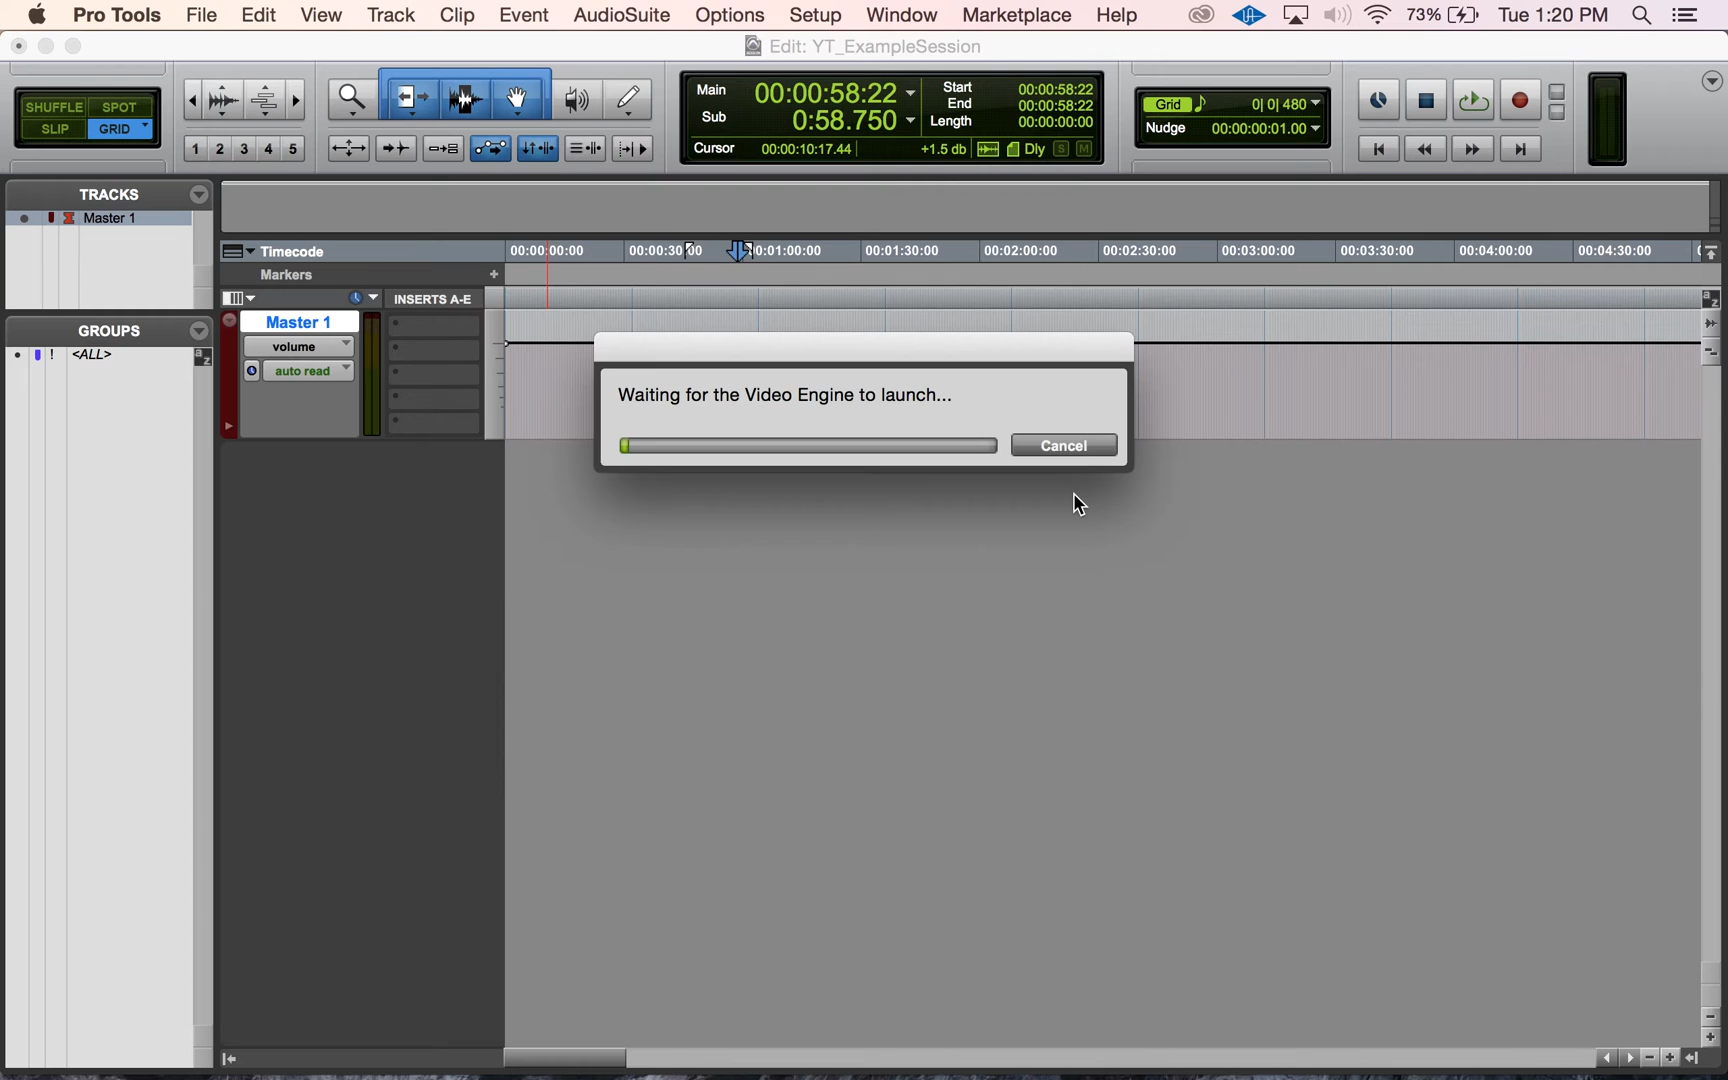 Pro Tools File Edit View Track Clip Event AudioSuite Options Setup Window Marketplace Help 73% Tue 1:20 PM
Edit: YT_ExampleSession
SHUFFLE SPOT
SLIP GRID
1 2 3 4 5
Main 00:00:58:22
Sub 0:58.750
Start 00:00:58:22
End 00:00:58:22
Length 00:00:00:00
Cursor 00:00:10:17.44 +1.5 db Dly S M
Grid 0| 0| 480
Nudge 00:00:00:01.00
TRACKS
Master 1
GROUPS
! <ALL>
a z
Timecode 00:00:00:00 00:00:30:00 0:01:00:00 00:01:30:00 00:02:00:00 00:02:30:00 00:03:00:00 00:03:30:00 00:04:00:00 00:04:30:00
Markers
INSERTS A-E
a z
Master 1
volume
auto read
Waiting for the Video Engine to launch...
Cancel